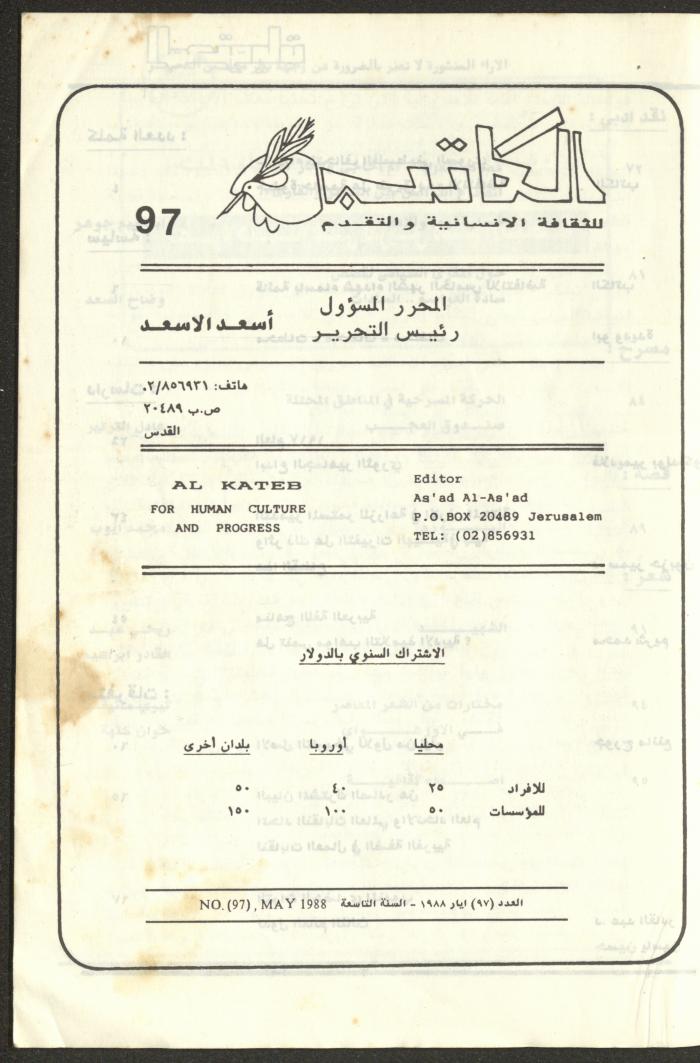 الكاتب
97
للثقافة الانسانية والتقدم
المحرر المسؤول
رئيس التحرير
أسعد الاسعد
هاتف: ٠٢/٨٥٦٩٣١
ص.ب ٢٠٤٨٩
القدس
AL KATEB
FOR HUMAN CULTURE
AND PROGRESS
Editor
As'ad Al-As'ad
P.O.BOX 20489 Jerusalem
TEL: (02)856931
الاشتراك السنوي بالدولار
محليا أوروبا بلدان أخرى
للافراد ٢٥ ٤٠ ٥٠
للمؤسسات ٥٠ ١٠٠ ١٥٠
العدد (٩٧) ايار ١٩٨٨ - السنة التاسعة NO.(97), MAY 1988